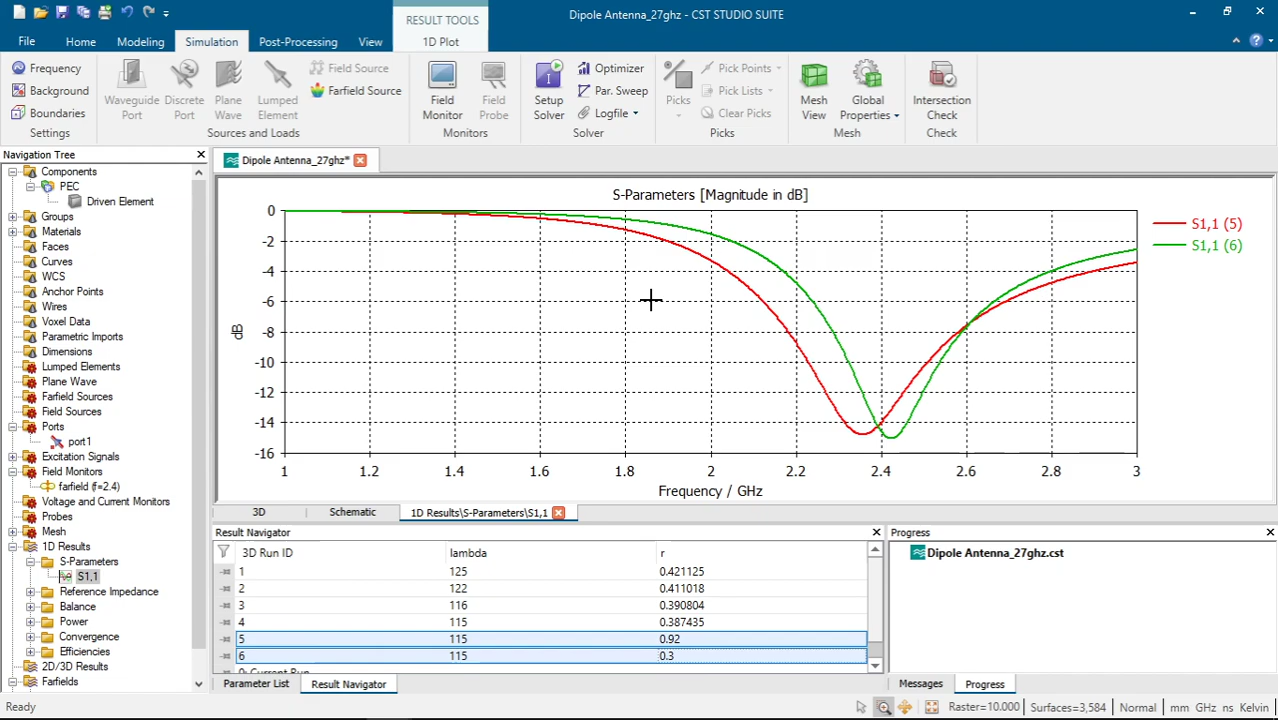 Dipole Antenna_27ghz - CST STUDIO SUITE
RESULT TOOLS
File Home Modeling Simulation Post-Processing View 1D Plot
Frequency
Background
Boundaries
Settings
Waveguide Port
Discrete Port
Plane Wave
Lumped Element
Field Source
Farfield Source
Sources and Loads
Field Monitor
Field Probe
Monitors
Setup Solver
Optimizer
Par. Sweep
Logfile
Solver
Picks
Pick Points
Pick Lists
Clear Picks
Picks
Mesh View
Global Properties
Mesh
Intersection Check
Check
Navigation Tree
Components
PEC
Driven Element
Groups
Materials
Faces
Curves
WCS
Anchor Points
Wires
Voxel Data
Parametric Imports
Dimensions
Lumped Elements
Plane Wave
Farfield Sources
Field Sources
Ports
port1
Excitation Signals
Field Monitors
farfield (f=2.4)
Voltage and Current Monitors
Probes
Mesh
1D Results
S-Parameters
S1,1
Reference Impedance
Balance
Power
Convergence
Efficiencies
2D/3D Results
Farfields
Dipole Antenna_27ghz*
S-Parameters [Magnitude in dB]
0
-2
-4
-6
-8
-10
-12
-14
-16
dB
1 1.2 1.4 1.6 1.8 2 2.2 2.4 2.6 2.8 3
Frequency / GHz
S1,1 (5)
S1,1 (6)
3D Schematic 1D Results\S-Parameters\S1,1
Result Navigator
3D Run ID lambda r
1 125 0.421125
2 122 0.411018
3 116 0.390804
4 115 0.387435
5 115 0.92
6 115 0.3
0: Current Run
Parameter List Result Navigator
Progress
Dipole Antenna_27ghz.cst
Messages Progress
Ready
Raster=10.000 Surfaces=3,584 Normal mm GHz ns Kelvin